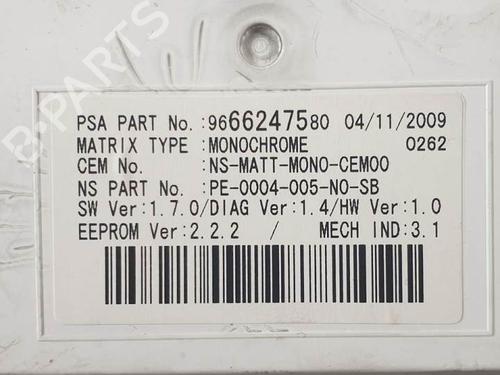 PSA PART No.:9666247580 04/11/2009
MATRIX TYPE :MONOCHROME 0262
CEM No. :NS-MATT-MONO-CEM00
NS PART No. :PE-0004-005-N0-SB
SW Ver:1.7.0/DIAG Ver:1.4/HW Ver:1.0
EEPROM Ver:2.2.2 / MECH IND:3.1
B-PARTS